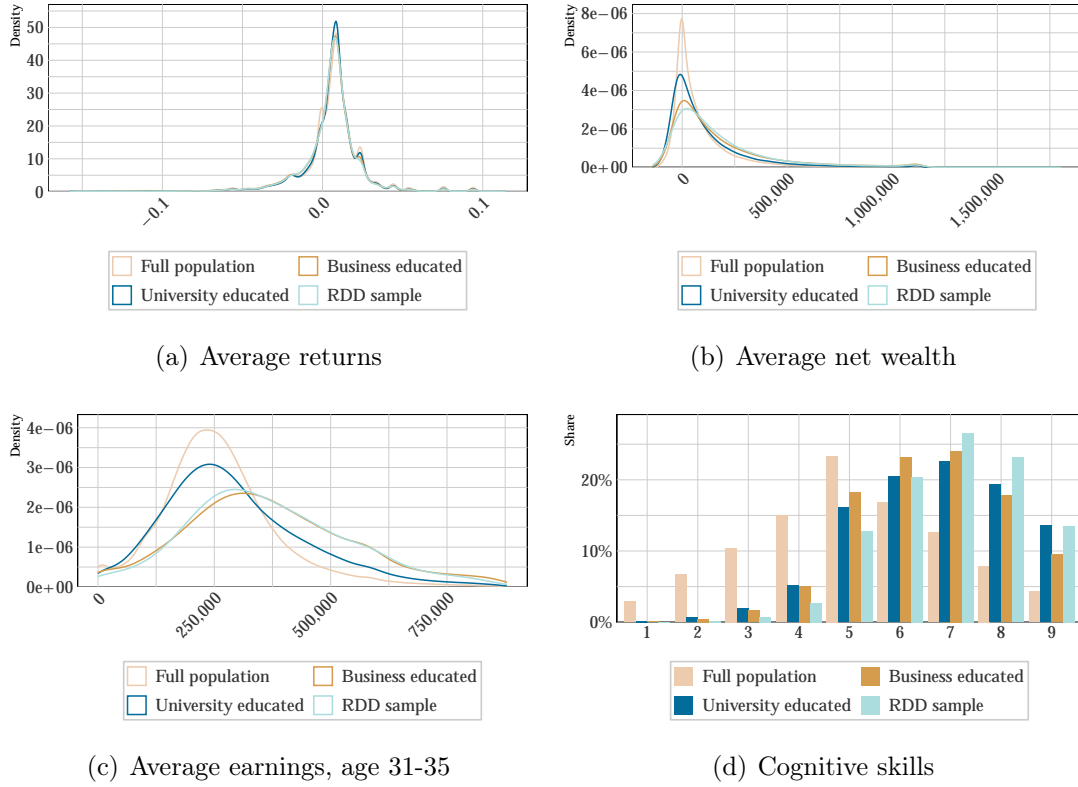 Density
50
40
30
20
10
0
−0.1
0.0
0.1
Full population
Business educated
University educated
RDD sample
(a) Average returns
Density
8e−06
6e−06
4e−06
2e−06
0e+00
0
500,000
1,000,000
1,500,000
Full population
Business educated
University educated
RDD sample
(b) Average net wealth
Density
4e−06
3e−06
2e−06
1e−06
0e+00
0
250,000
500,000
750,000
Full population
Business educated
University educated
RDD sample
(c) Average earnings, age 31-35
Share
20%
10%
0%
1 2 3 4 5 6 7 8 9
Full population
Business educated
University educated
RDD sample
(d) Cognitive skills